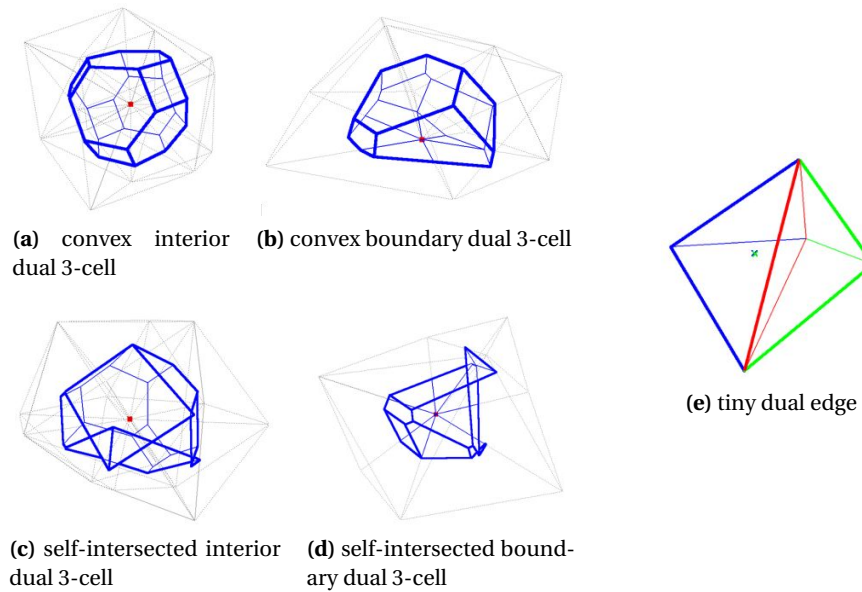 (a) convex interior
dual 3-cell
(b) convex boundary dual 3-cell
(c) self-intersected interior
dual 3-cell
(d) self-intersected bound-
ary dual 3-cell
(e) tiny dual edge